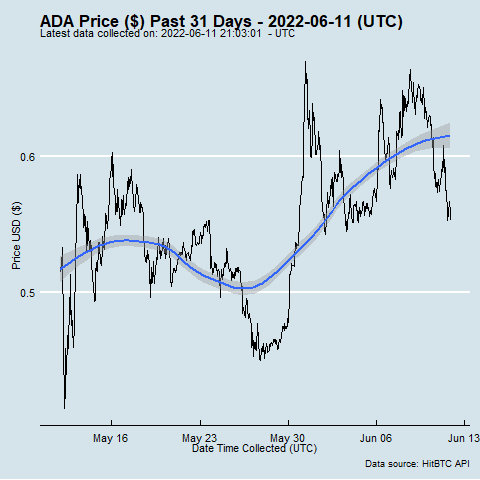 ADA Price ($) Past 31 Days - 2022-06-11 (UTC)
Latest data collected on: 2022-06-11 21:03:01  - UTC
Price USD ($)
0.6
0.5
May 16
May 23
May 30
Jun 06
Jun 13
Date Time Collected (UTC)
Data source: HitBTC API